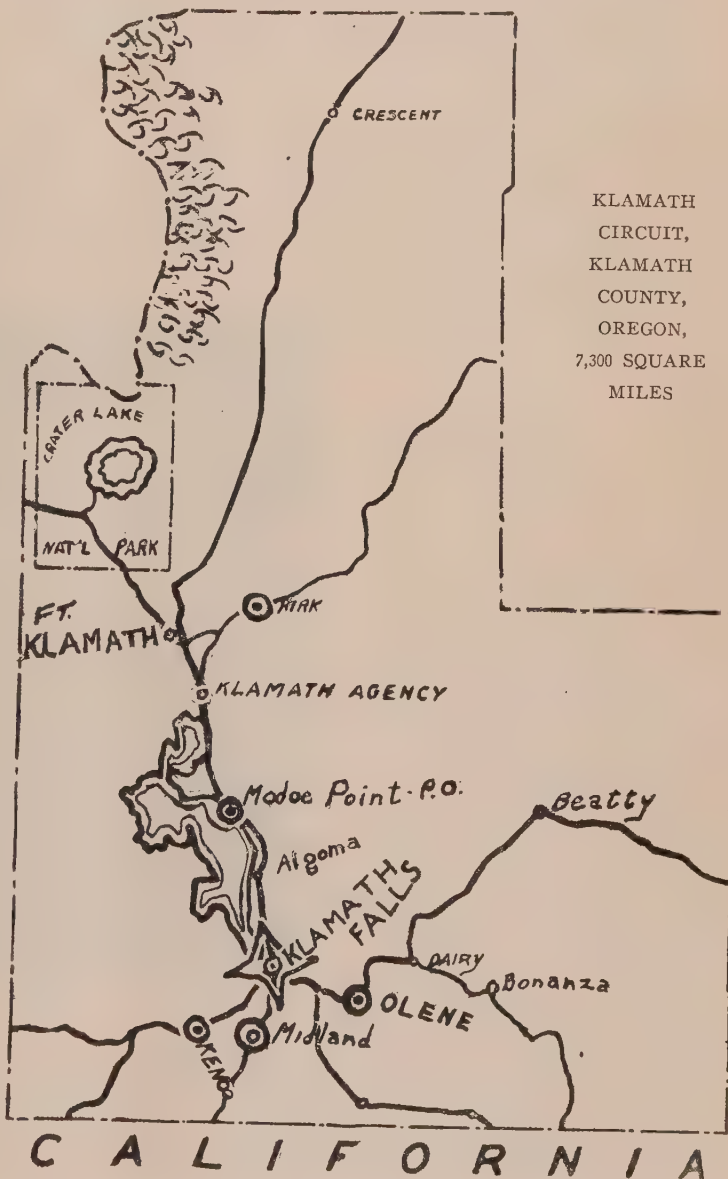 CRESCENT
KLAMATH
CIRCUIT,
KLAMATH
COUNTY,
OREGON,
7,300 SQUARE
MILES
CRATER LAKE
NAT'L PARK
KIRK
FT.
KLAMATH
KLAMATH AGENCY
Modoc Point-P.O.
Beatty
Algoma
KLAMATH
FALLS
DAIRY
Bonanza
OLENE
Midland
KENO
CALIFORNIA